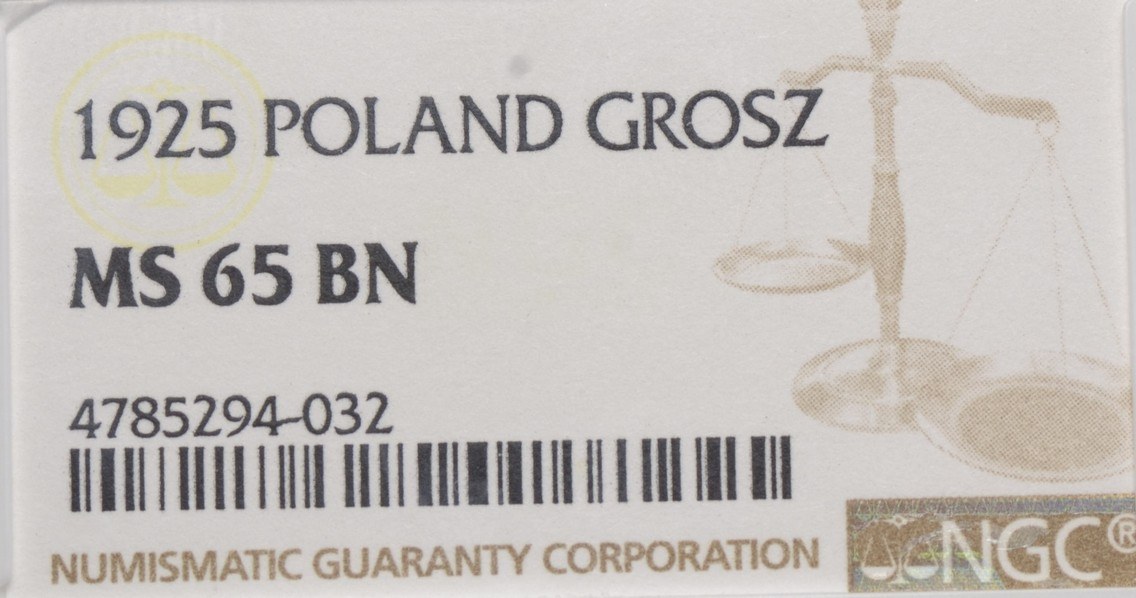 1925 POLAND GROSZ
MS 65 BN
4785294-032
NUMISMATIC GUARANTY CORPORATION
NGC®